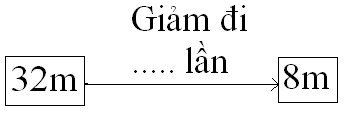 Giảm đi
..... lần
32m
8m